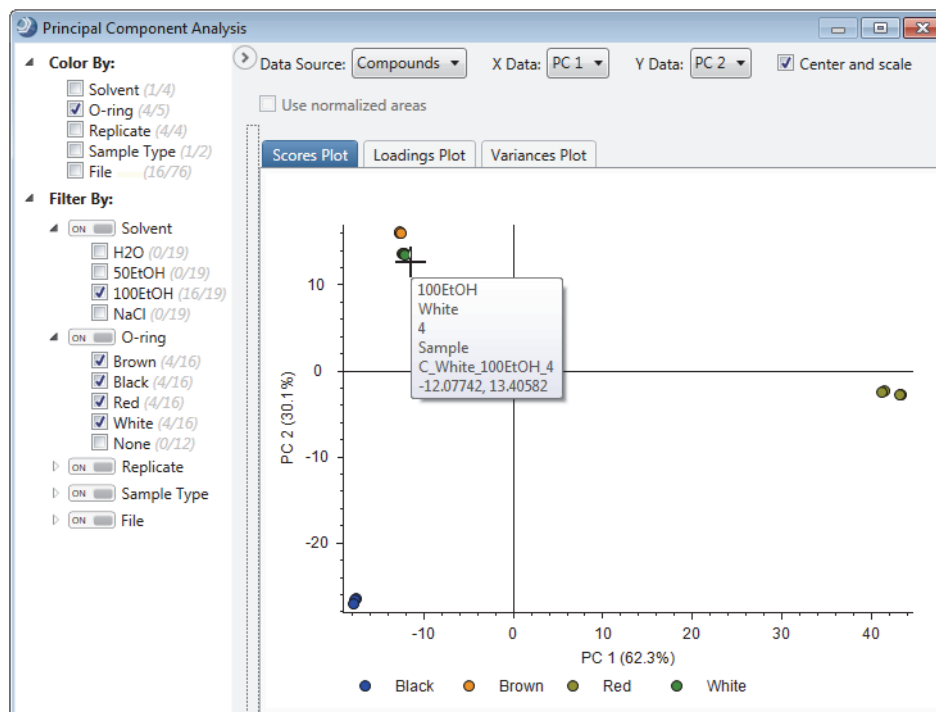 Principal Component Analysis
Color By:
Solvent (1/4)
O-ring (4/5)
Replicate (4/4)
Sample Type (1/2)
File (16/76)
Filter By:
ON Solvent
H2O (0/19)
50EtOH (0/19)
100EtOH (16/19)
NaCl (0/19)
ON O-ring
Brown (4/16)
Black (4/16)
Red (4/16)
White (4/16)
None (0/12)
ON Replicate
ON Sample Type
ON File
Data Source: Compounds X Data: PC 1 Y Data: PC 2 Center and scale
Use normalized areas
Scores Plot Loadings Plot Variances Plot
PC 2 (30.1%)
10
0
-10
-20
100EtOH
White
4
Sample
C_White_100EtOH_4
-12.07742, 13.40582
-10 0 10 20 30 40
PC 1 (62.3%)
Black Brown Red White